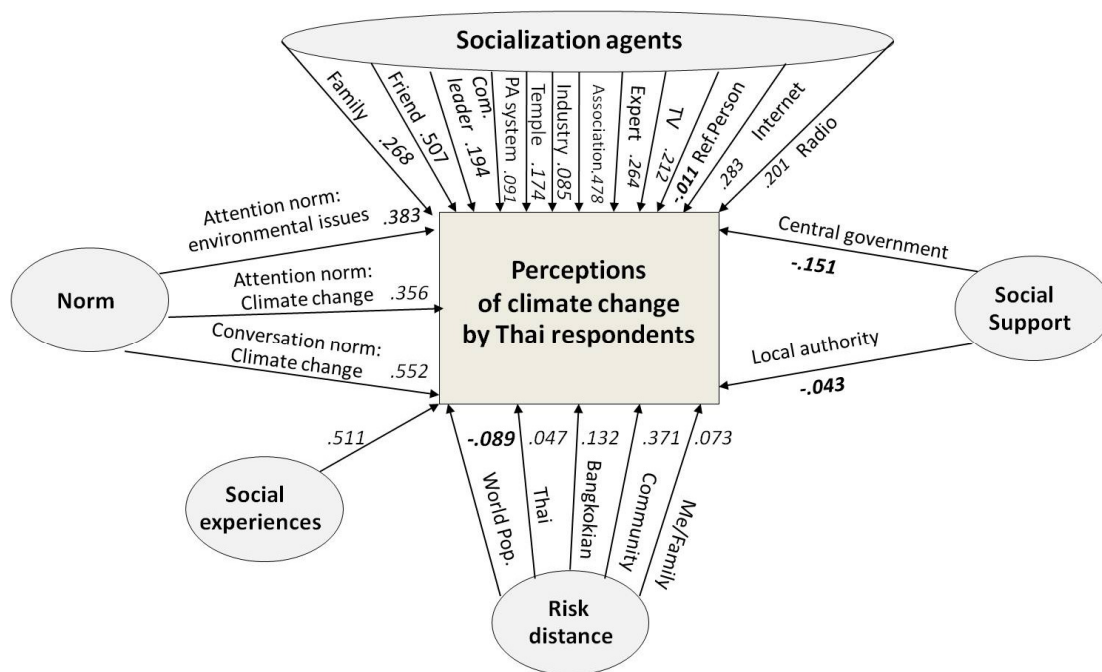 Socialization agents
Family .268
Friend .507
Com.
leader .194
PA system .091
Temple .174
Industry .085
Association.478
Expert .264
TV .212
-.011 Ref.Person
.283 Internet
.201 Radio
Attention norm:
environmental issues .383
Attention norm:
Climate change .356
Conversation norm:
Climate change .552
Norm
Perceptions
of climate change
by Thai respondents
Central government
-.151
Local authority
-.043
Social
Support
.511
Social
experiences
-.089 World Pop.
.047 Thai
.132 Bangkokian
.371 Community
.073 Me/Family
Risk
distance